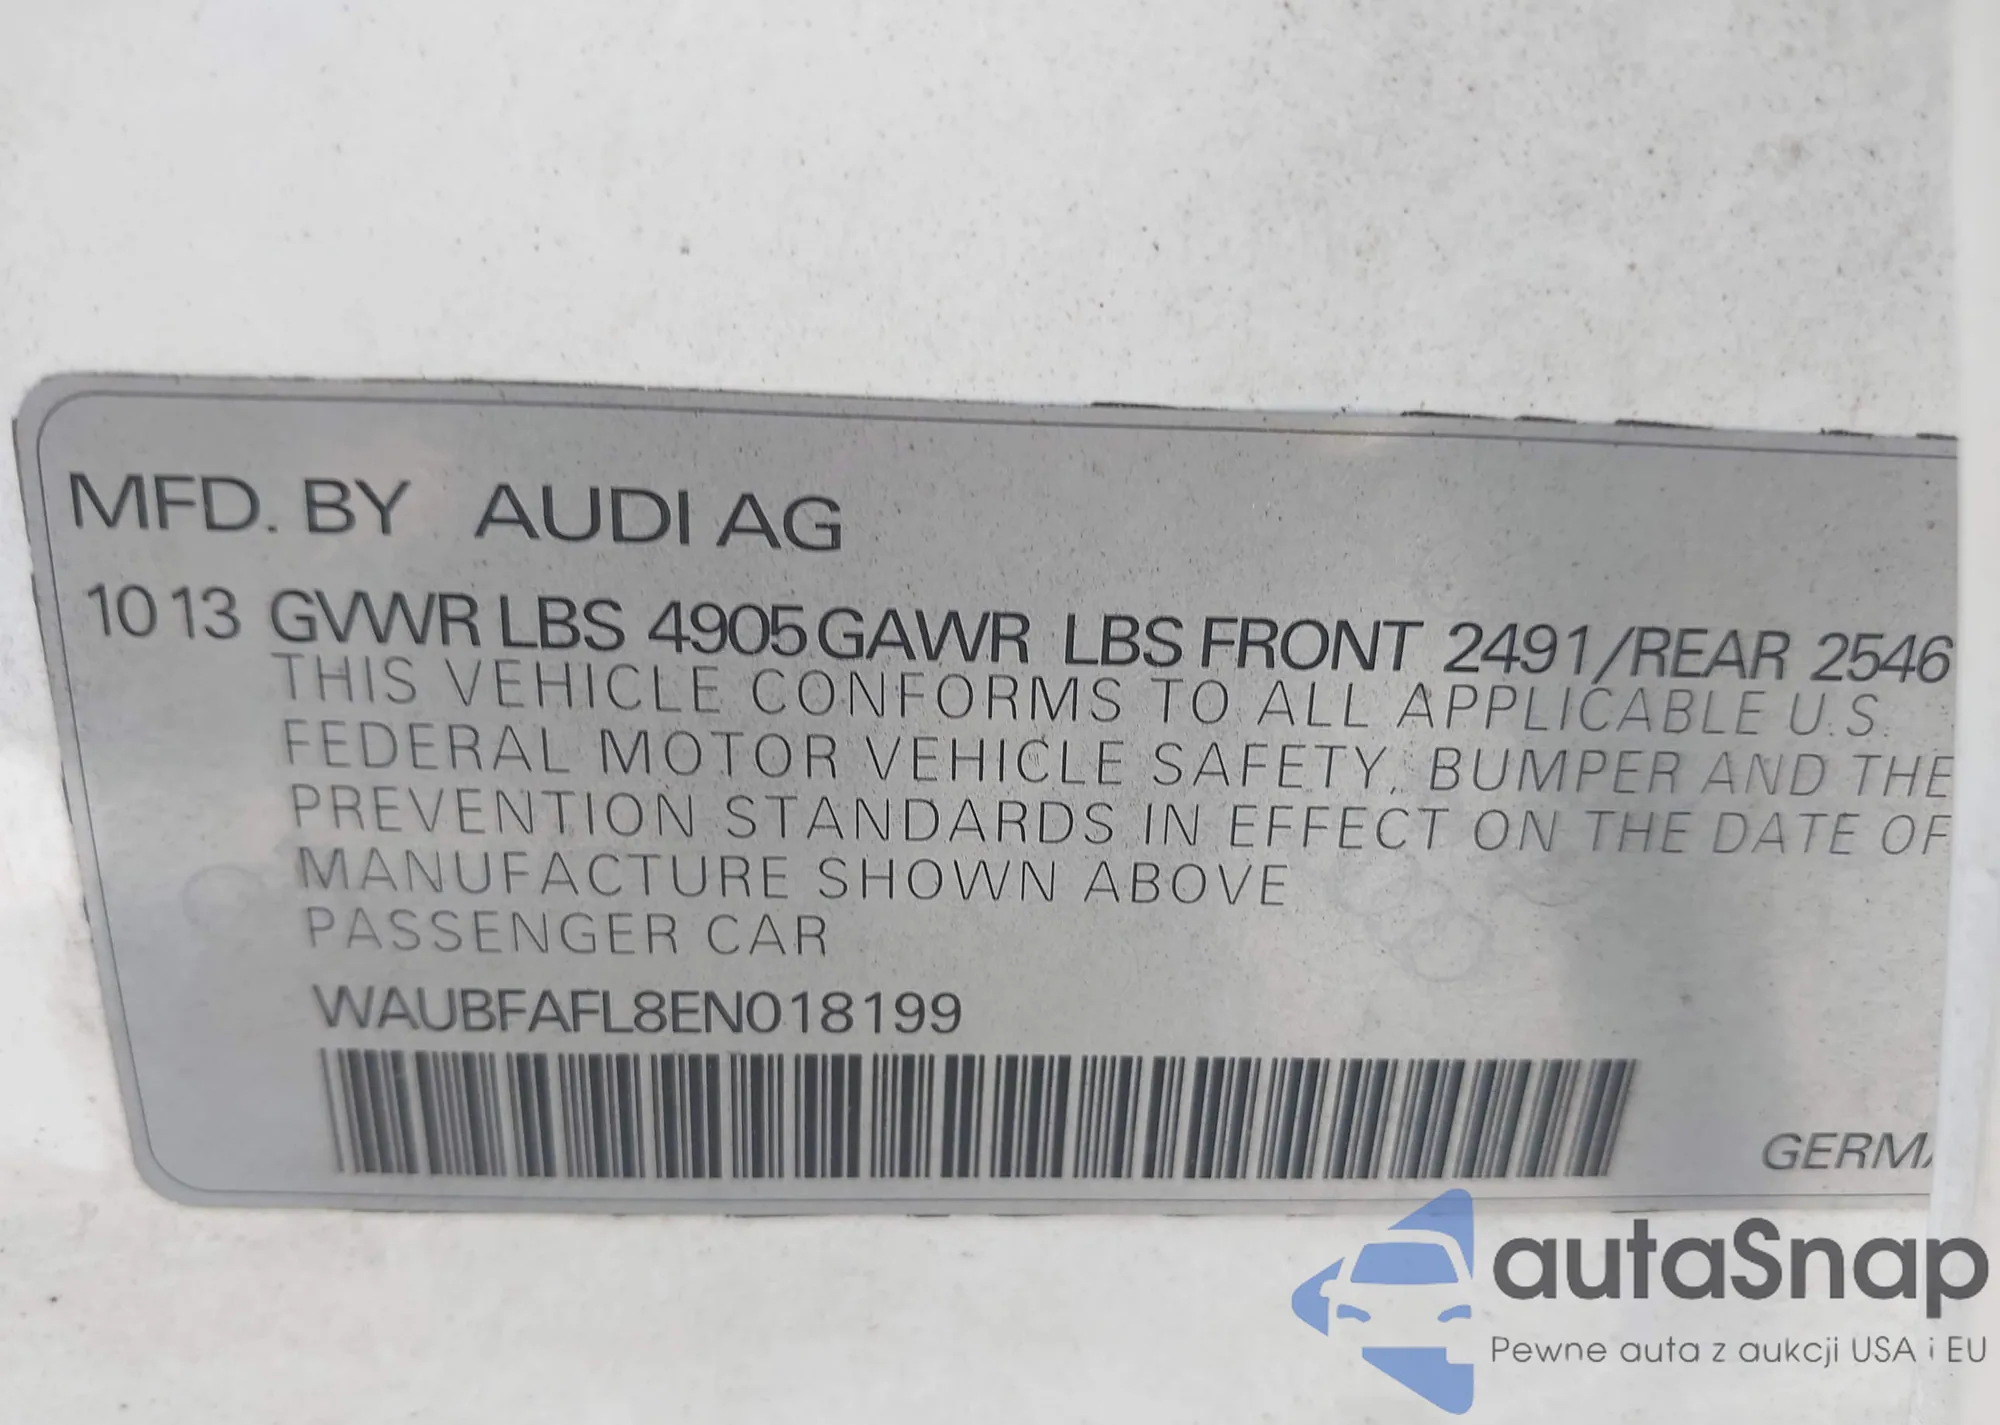 MFD. BY AUDI AG
10 13 GVWR LBS 4905 GAWR LBS FRONT 2491/REAR 2546
THIS VEHICLE CONFORMS TO ALL APPLICABLE U.S.
FEDERAL MOTOR VEHICLE SAFETY, BUMPER AND THE
PREVENTION STANDARDS IN EFFECT ON THE DATE OF
MANUFACTURE SHOWN ABOVE
PASSENGER CAR
WAUBFAFL8EN018199
GERMA
autaSnap
Pewne auta z aukcji USA i EU